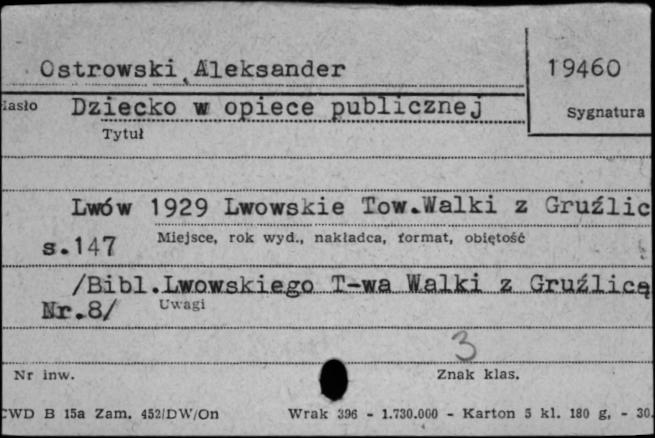 Ostrowski, Aleksander
19460
Hasło Dziecko w opiece publicznej
Sygnatura
Tytuł
Lwów 1929 Lwowskie Tow.Walki z Gruźlic
s.147 Miejsce, rok wyd., nakładca, format, objętość
/Bibl.Lwowskiego T-wa Walki z Gruźlicą
Nr.8/ Uwagi
3
Nr inw. Znak klas.
CWD B 15a Zam. 452/DW/On Wrak 396 - 1.730.000 - Karton 5 kl. 180 g. - 30.